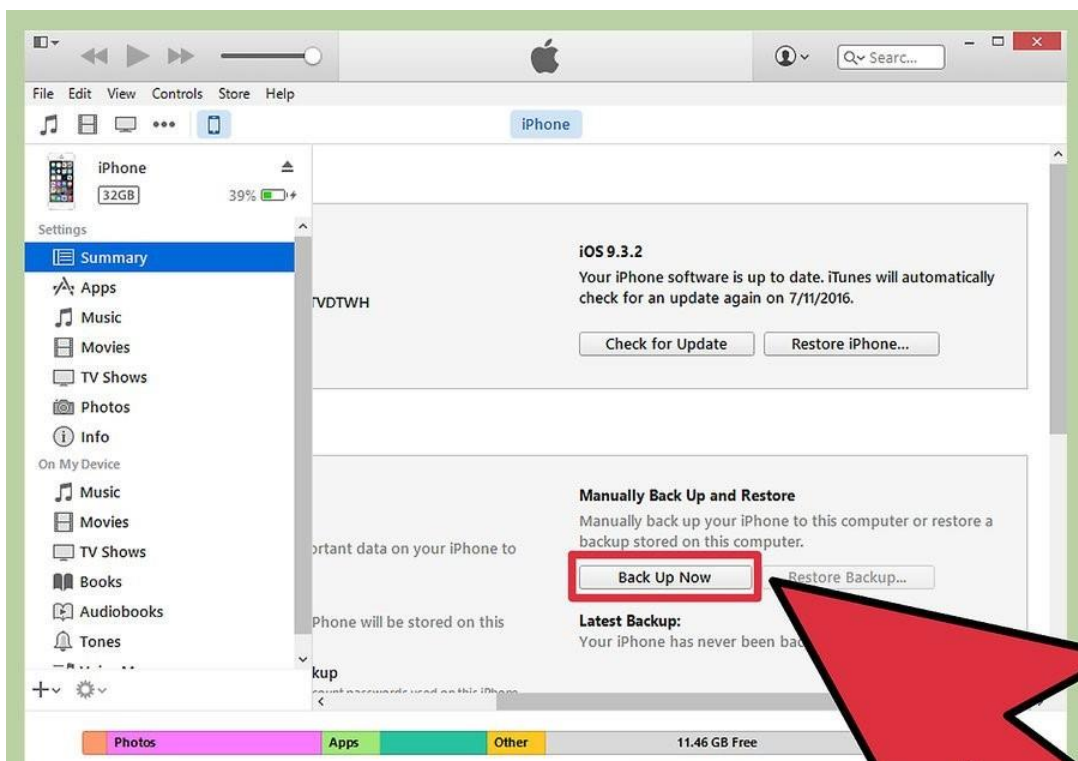 Searc...
File Edit View Controls Store Help
iPhone
iPhone
32GB 39%
Settings
Summary
Apps
Music
Movies
TV Shows
Photos
Info
On My Device
Music
Movies
TV Shows
Books
Audiobooks
Tones
TVDTWH
iOS 9.3.2
Your iPhone software is up to date. iTunes will automatically
check for an update again on 7/11/2016.
Check for Update Restore iPhone...
ortant data on your iPhone to
Phone will be stored on this
kup
Manually Back Up and Restore
Manually back up your iPhone to this computer or restore a
backup stored on this computer.
Back Up Now Restore Backup...
Latest Backup:
Your iPhone has never been
Photos Apps Other 11.46 GB Free